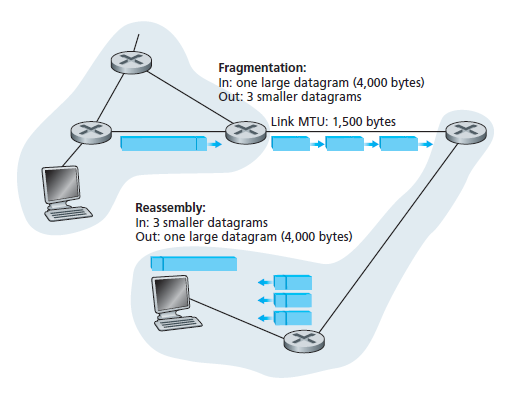 Fragmentation:
In: one large datagram (4,000 bytes)
Out: 3 smaller datagrams
Link MTU: 1,500 bytes
Reassembly:
In: 3 smaller datagrams
Out: one large datagram (4,000 bytes)